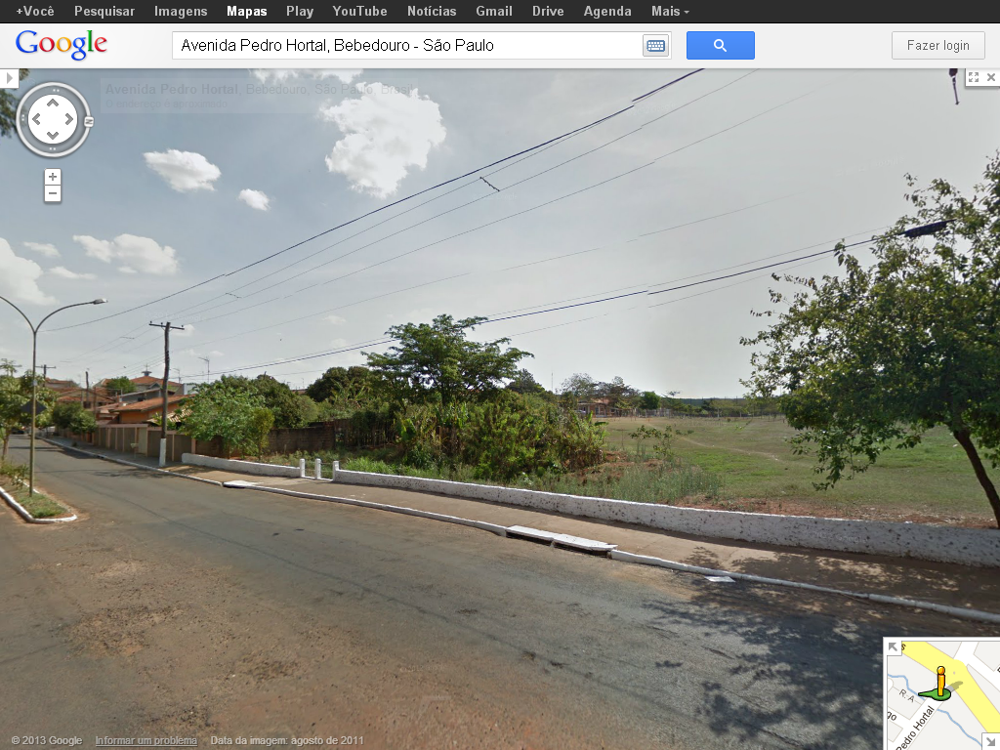 +Você Pesquisar Imagens Mapas Play YouTube Notícias Gmail Drive Agenda Mais
Google Avenida Pedro Hortal, Bebedouro - São Paulo Fazer login
Avenida Pedro Hortal, Bebedouro, São Paulo, Brasil
O endereço é aproximado
R. A
Pedro Hortal
© 2013 Google Informar um problema Data da imagem: agosto de 2011